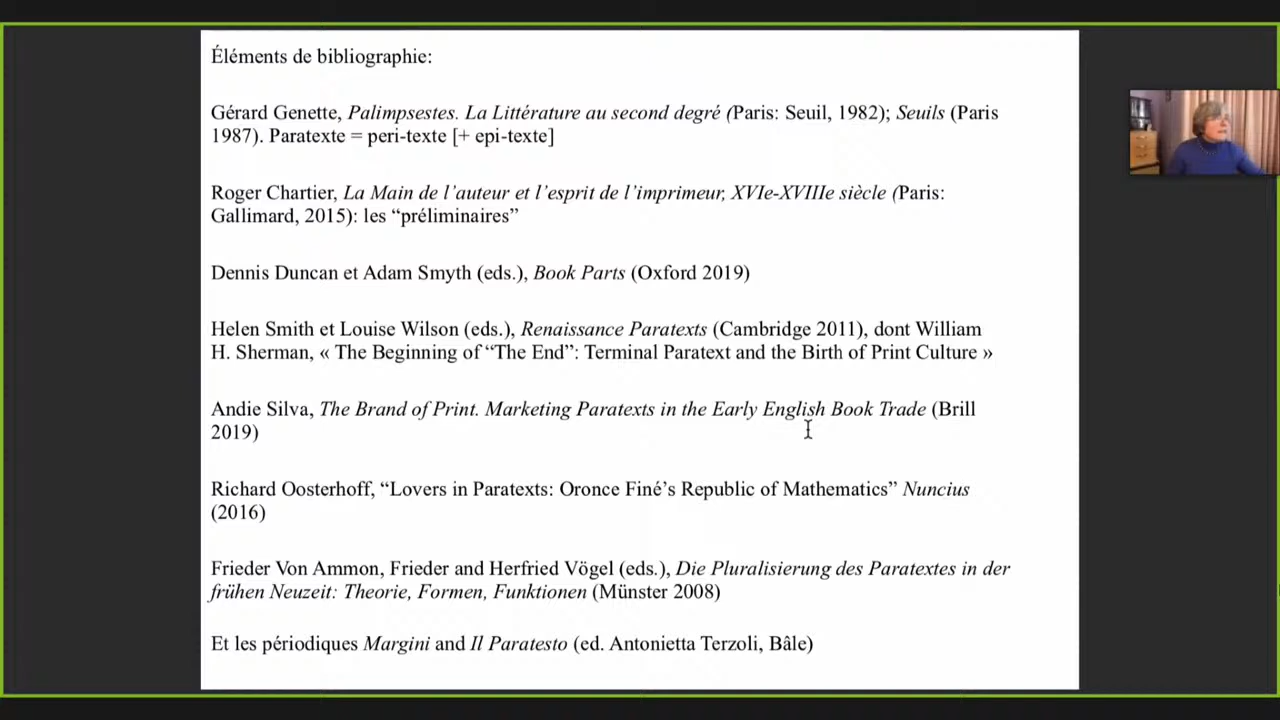 Éléments de bibliographie:
Gérard Genette, Palimpsestes. La Littérature au second degré (Paris: Seuil, 1982); Seuils (Paris
1987). Paratexte = peri-texte [+ epi-texte]
Roger Chartier, La Main de l’auteur et l’esprit de l’imprimeur, XVIe-XVIIIe siècle (Paris:
Gallimard, 2015): les “préliminaires”
Dennis Duncan et Adam Smyth (eds.), Book Parts (Oxford 2019)
Helen Smith et Louise Wilson (eds.), Renaissance Paratexts (Cambridge 2011), dont William
H. Sherman, « The Beginning of “The End”: Terminal Paratext and the Birth of Print Culture »
Andie Silva, The Brand of Print. Marketing Paratexts in the Early English Book Trade (Brill
2019)
Richard Oosterhoff, “Lovers in Paratexts: Oronce Finé’s Republic of Mathematics” Nuncius
(2016)
Frieder Von Ammon, Frieder and Herfried Vögel (eds.), Die Pluralisierung des Paratextes in der
frühen Neuzeit: Theorie, Formen, Funktionen (Münster 2008)
Et les périodiques Margini and Il Paratesto (ed. Antonietta Terzoli, Bâle)